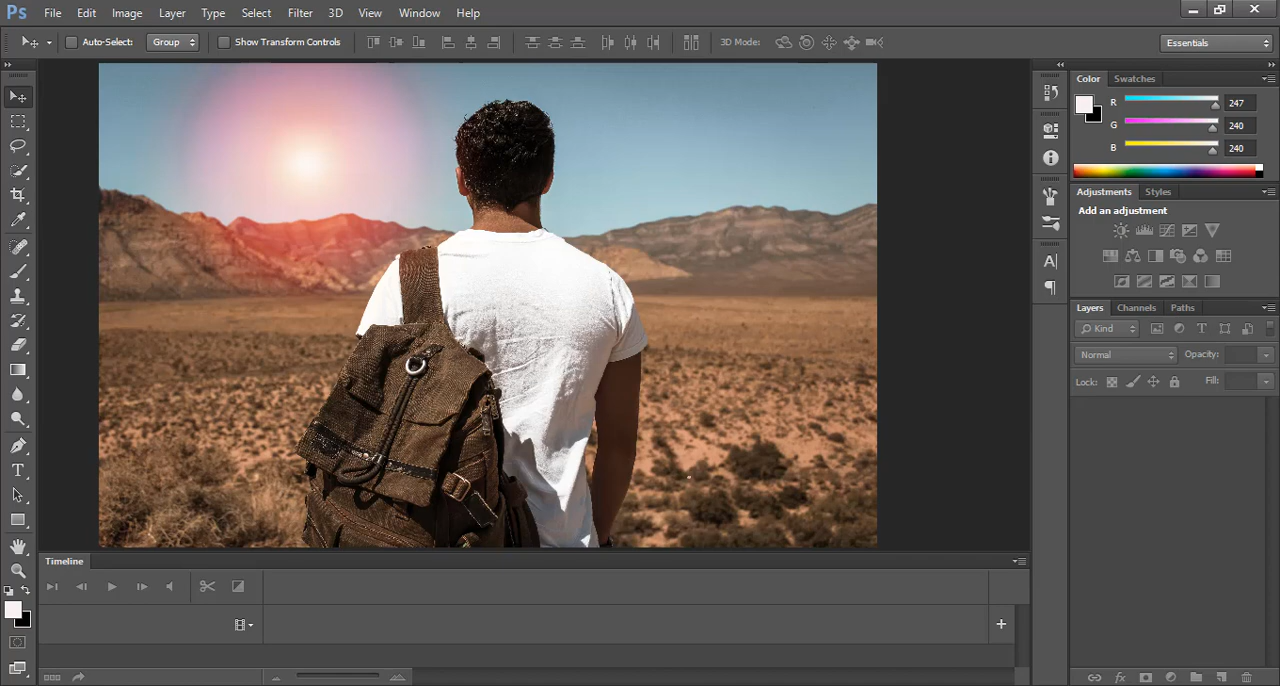 Ps File Edit Image Layer Type Select Filter 3D View Window Help
Auto-Select: Group Show Transform Controls 3D Mode: Essentials
Color Swatches
R 247
G 240
B 240
Adjustments Styles
Add an adjustment
Layers Channels Paths
Kind
Normal Opacity:
Lock: Fill:
Timeline